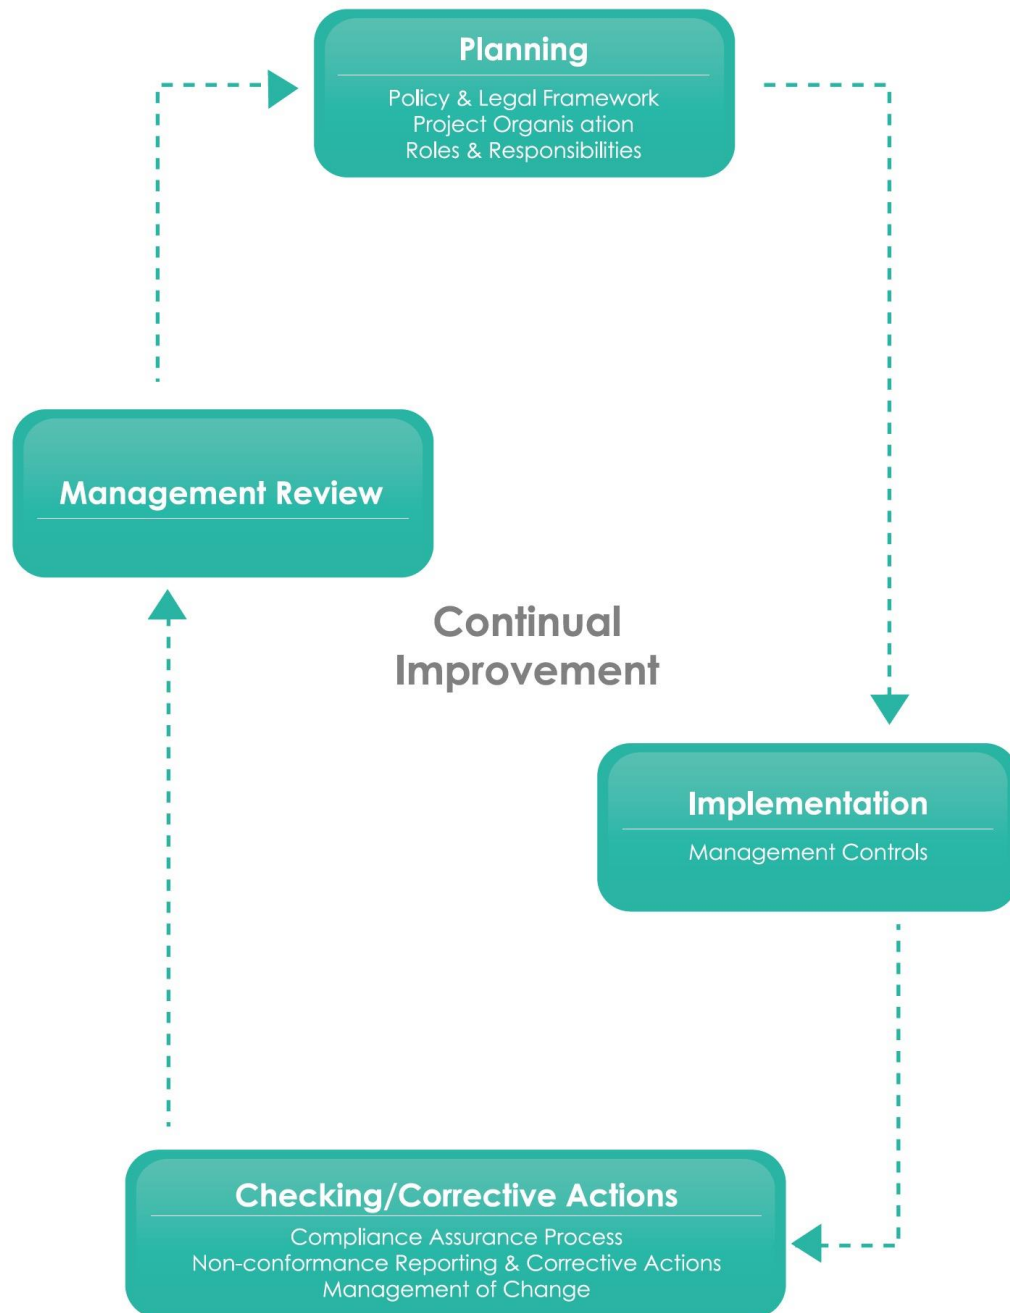 Planning
Policy & Legal Framework
Project Organis ation
Roles & Responsibilities
Management Review
Continual
Improvement
Implementation
Management Controls
Checking/Corrective Actions
Compliance Assurance Process
Non-conformance Reporting & Corrective Actions
Management of Change